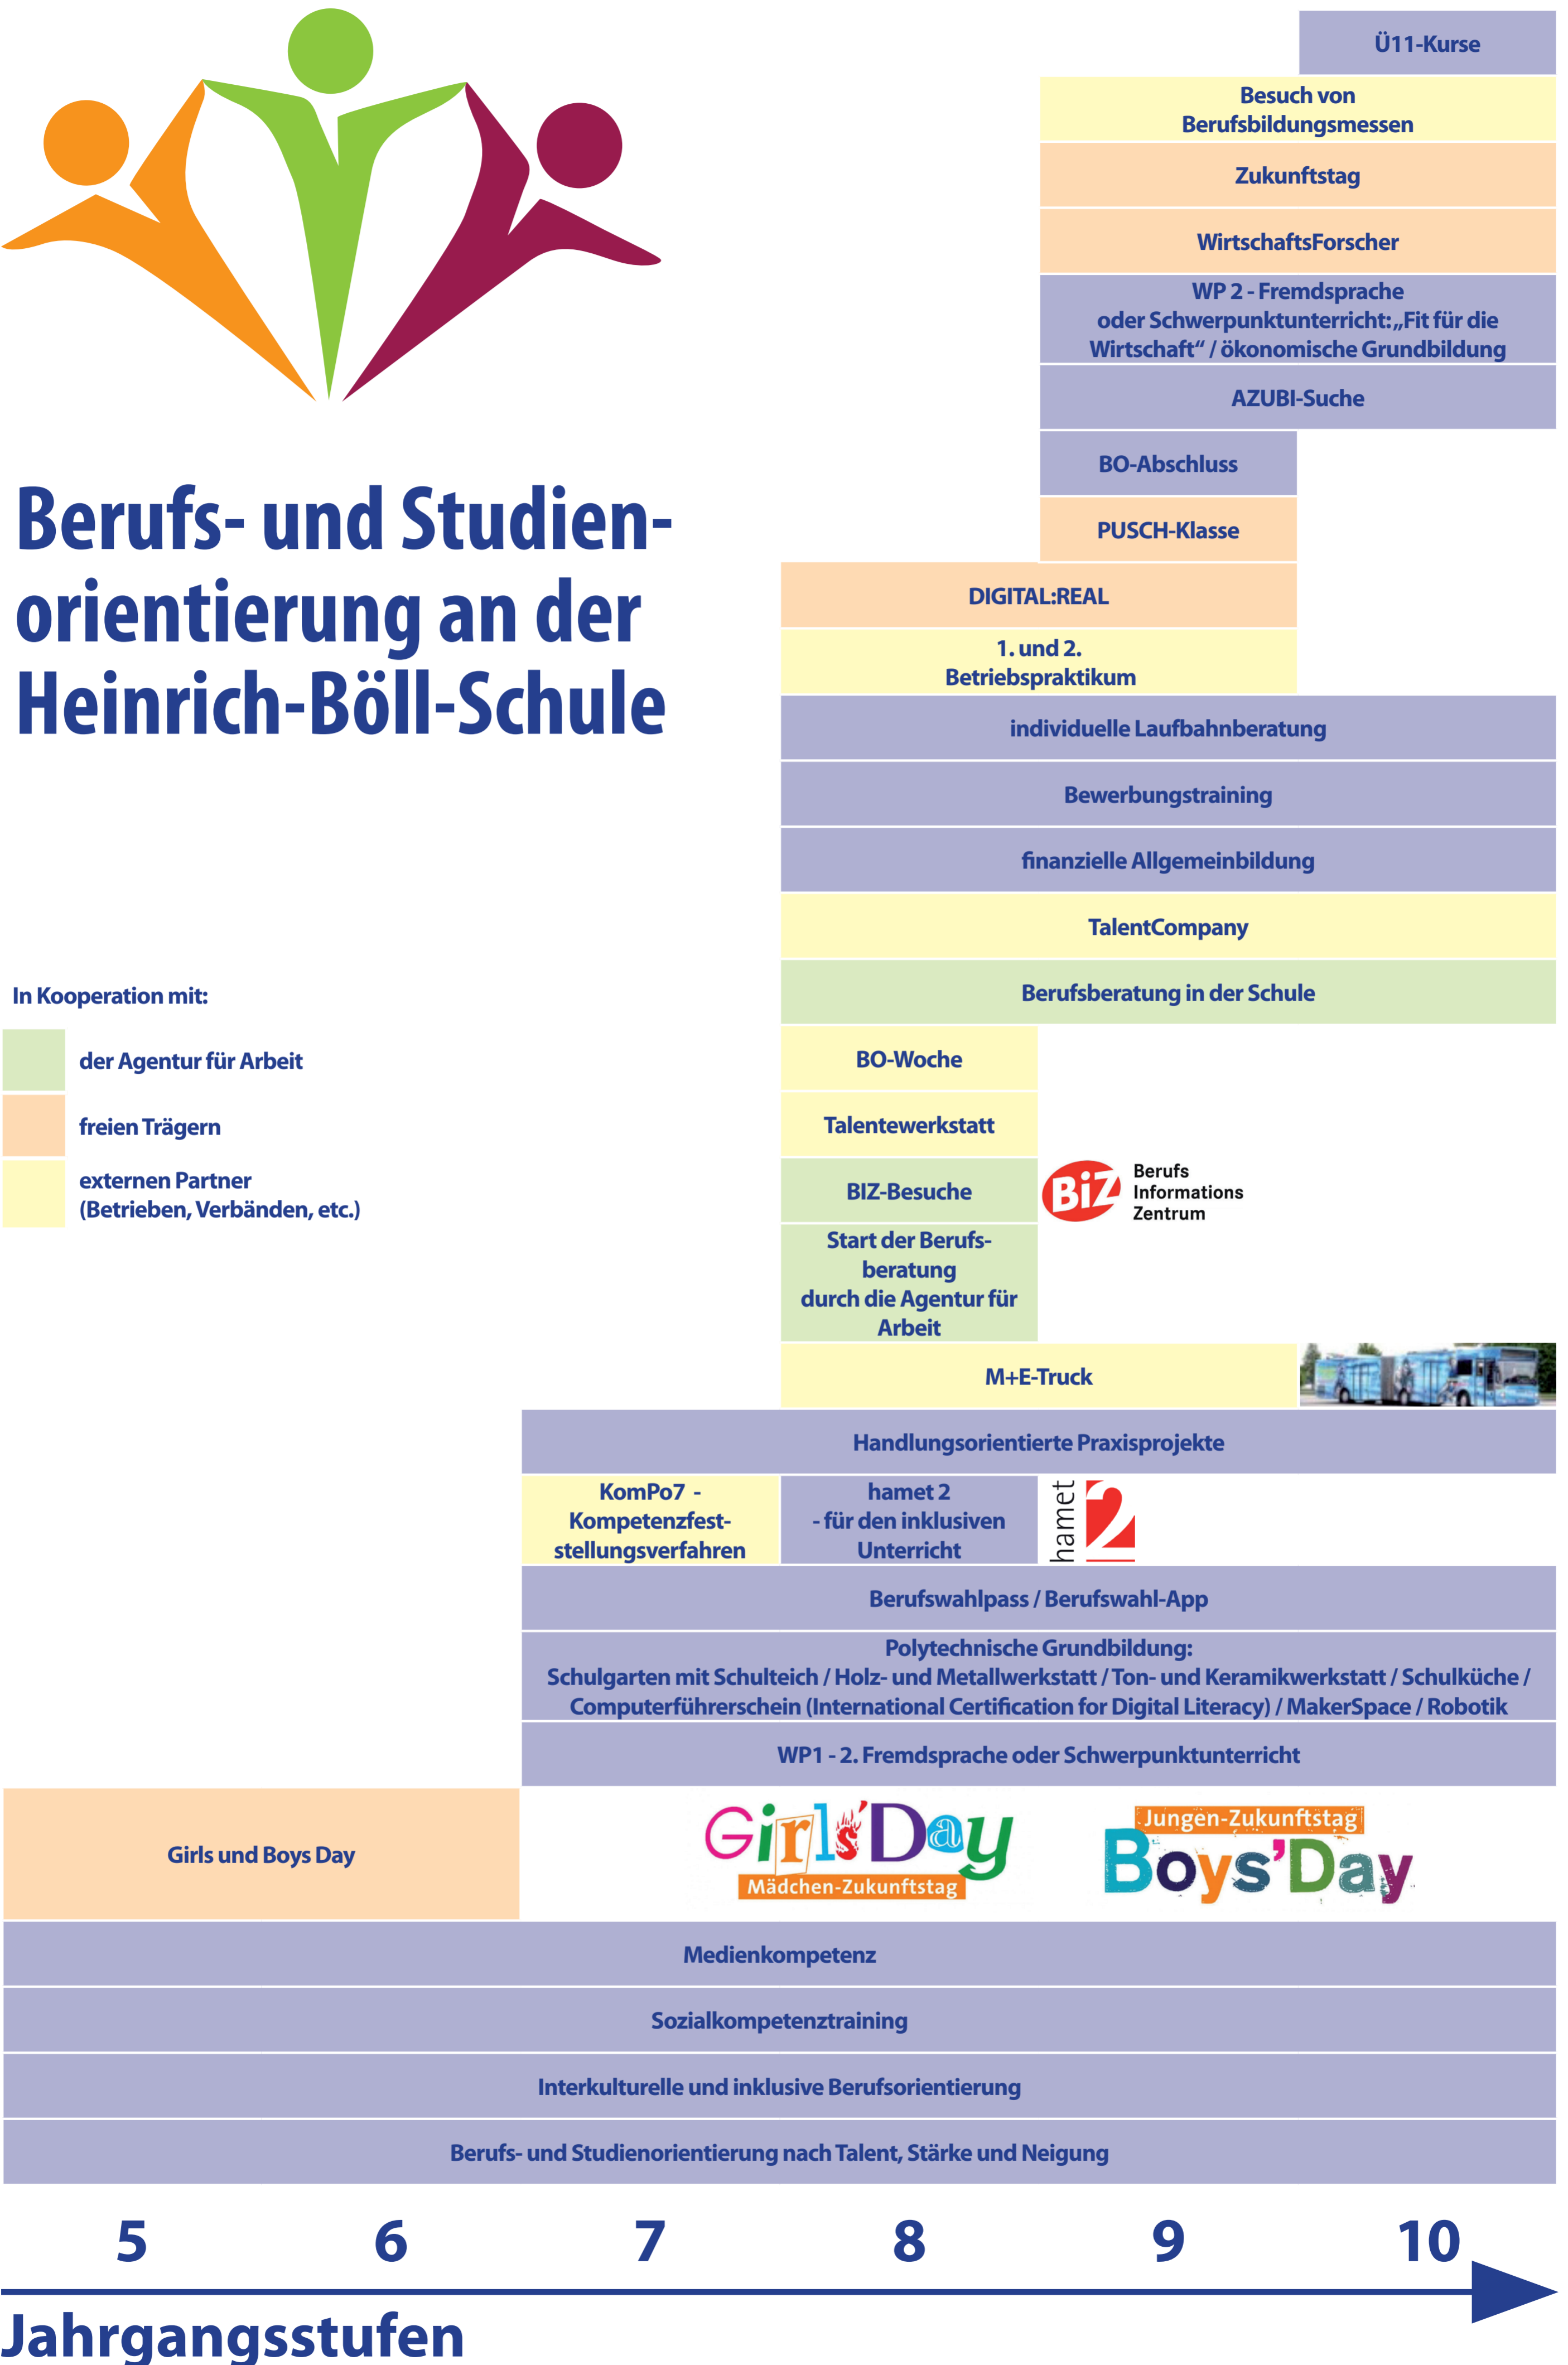 Ü11-Kurse
Besuch von
Berufsbildungsmessen
Zukunftstag
WirtschaftsForscher
WP 2 - Fremdsprache
oder Schwerpunktunterricht: „Fit für die
Wirtschaft“ / ökonomische Grundbildung
AZUBI-Suche
BO-Abschluss
PUSCH-Klasse
Berufs- und Studien-
orientierung an der
Heinrich-Böll-Schule
DIGITAL:REAL
1. und 2.
Betriebspraktikum
individuelle Laufbahnberatung
Bewerbungstraining
finanzielle Allgemeinbildung
TalentCompany
Berufsberatung in der Schule
In Kooperation mit:
der Agentur für Arbeit
freien Trägern
externen Partner
(Betrieben, Verbänden, etc.)
BO-Woche
Talentewerkstatt
BIZ-Besuche
BiZ
Berufs
Informations
Zentrum
Start der Berufs-
beratung
durch die Agentur für
Arbeit
M+E-Truck
Handlungsorientierte Praxisprojekte
KomPo7 -
Kompetenzfest-
stellungsverfahren
hamet 2
- für den inklusiven
Unterricht
hamet
2
Berufswahlpass / Berufswahl-App
Polytechnische Grundbildung:
Schulgarten mit Schulteich / Holz- und Metallwerkstatt / Ton- und Keramikwerkstatt / Schulküche /
Computerführerschein (International Certification for Digital Literacy) / MakerSpace / Robotik
WP1 - 2. Fremdsprache oder Schwerpunktunterricht
Girls und Boys Day
Girls'Day
Mädchen-Zukunftstag
Jungen-Zukunftstag
Boys'Day
Medienkompetenz
Sozialkompetenztraining
Interkulturelle und inklusive Berufsorientierung
Berufs- und Studienorientierung nach Talent, Stärke und Neigung
5 6 7 8 9 10
Jahrgangsstufen